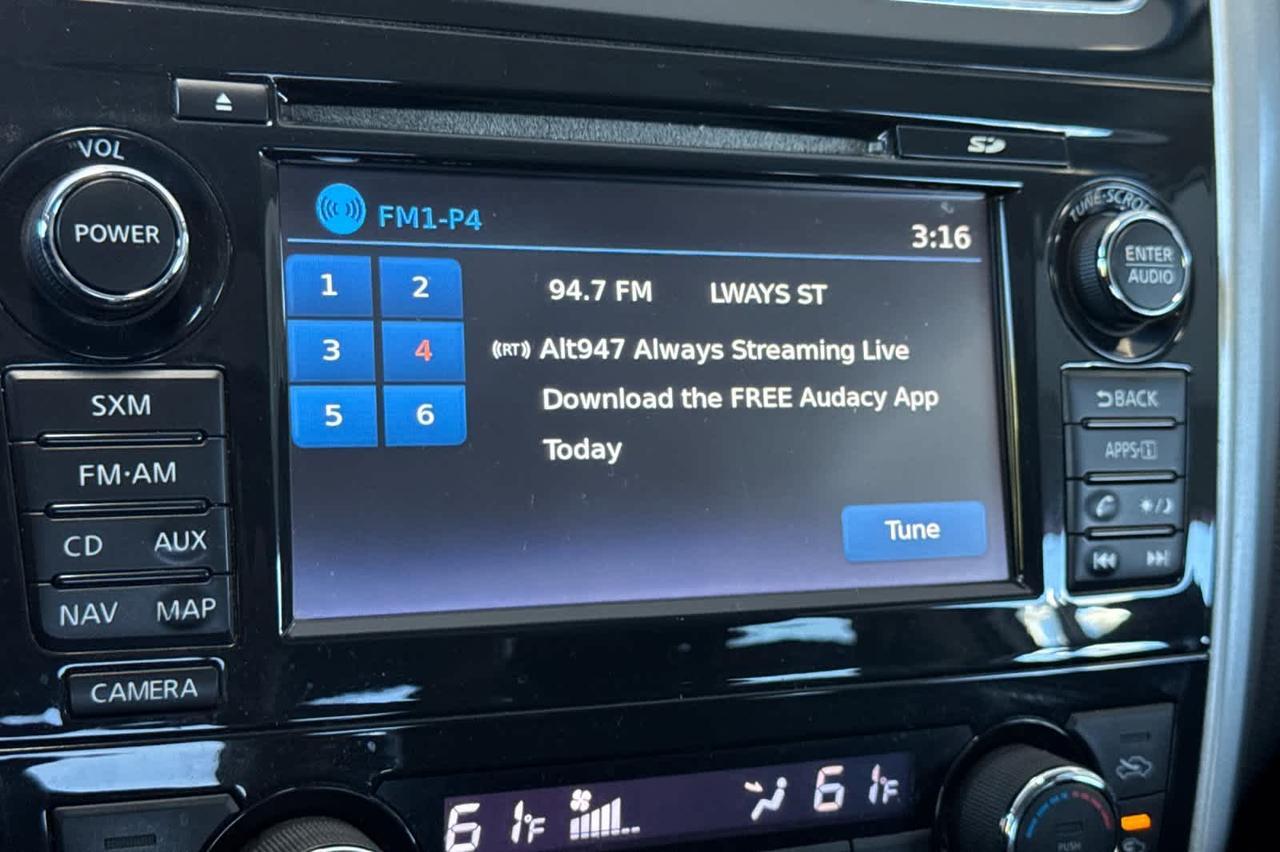 VOL
POWER
SXM
FM·AM
CD AUX
NAV MAP
CAMERA
SD
FM1-P4
3:16
1 2
3 4
5 6
94.7 FM LWAYS ST
((RT)) Alt947 Always Streaming Live
Download the FREE Audacy App
Today
Tune
TUNE·SCROLL
ENTER
AUDIO
BACK
APPS·i
61°F
61°F
PUSH